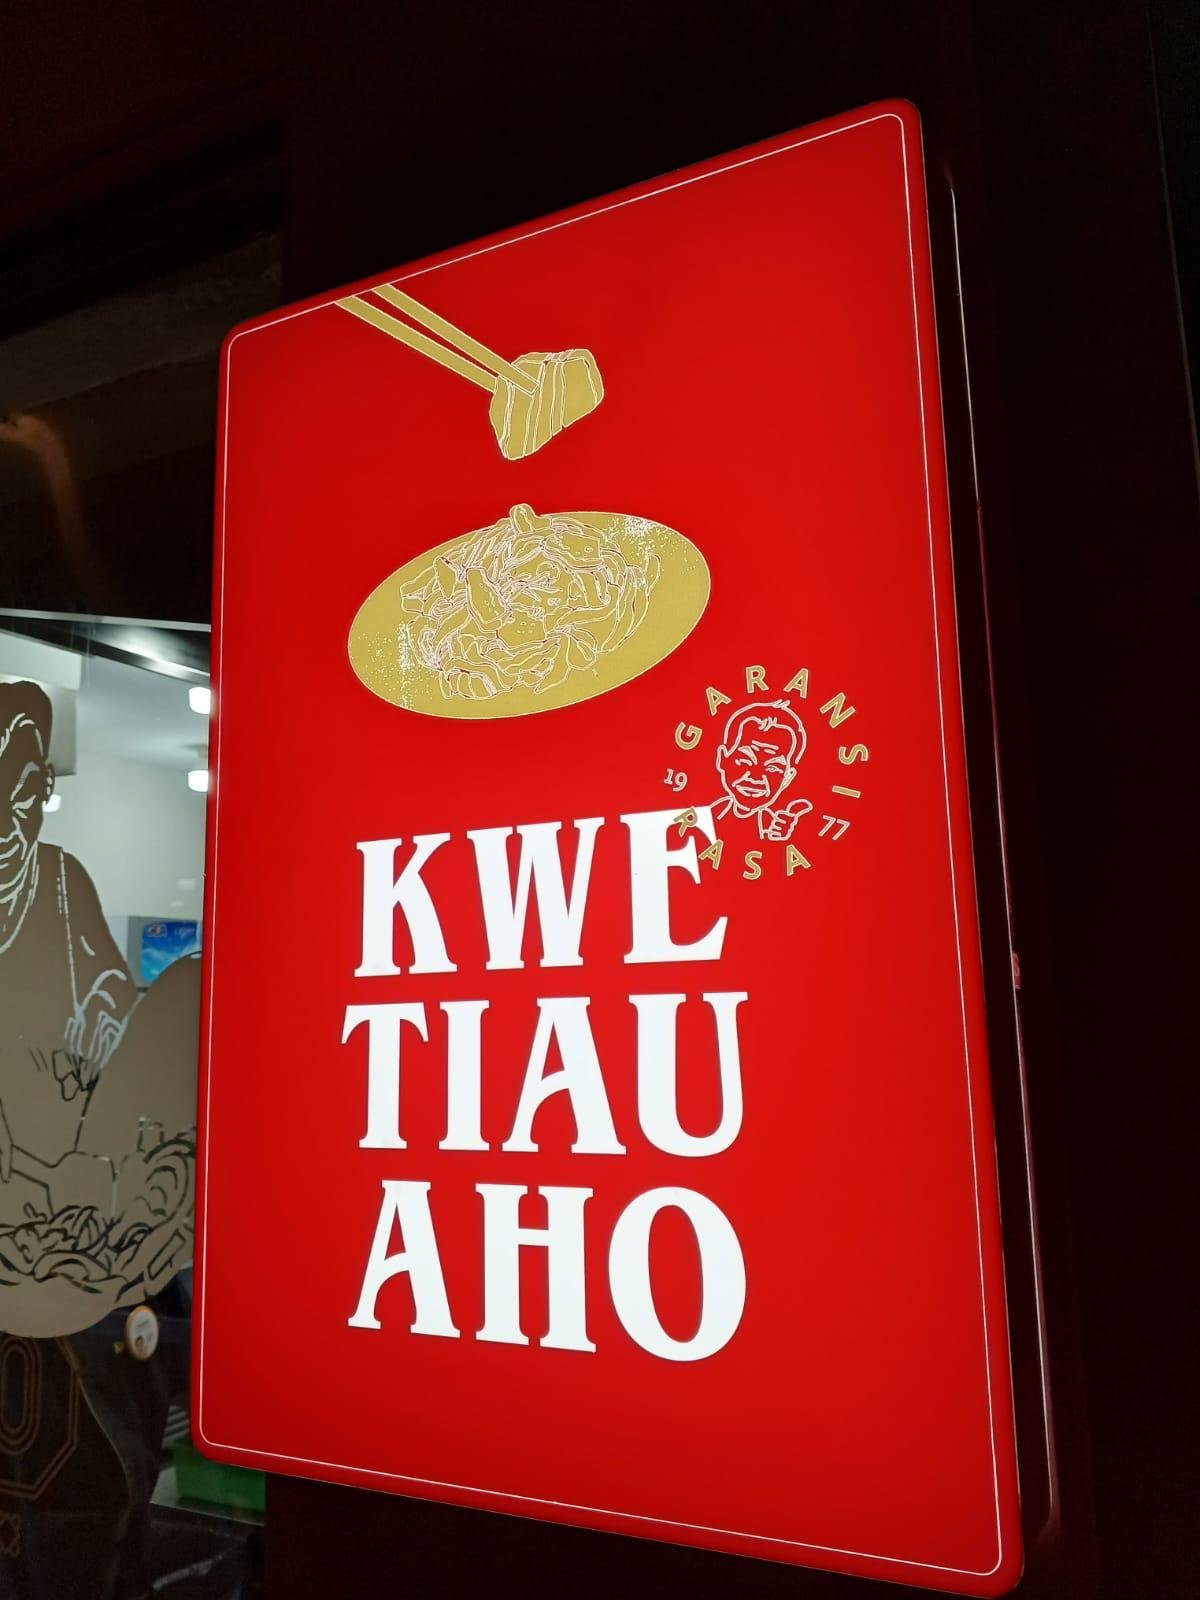 GARANSI
19 77
RASA
KWE
TIAU
AHO